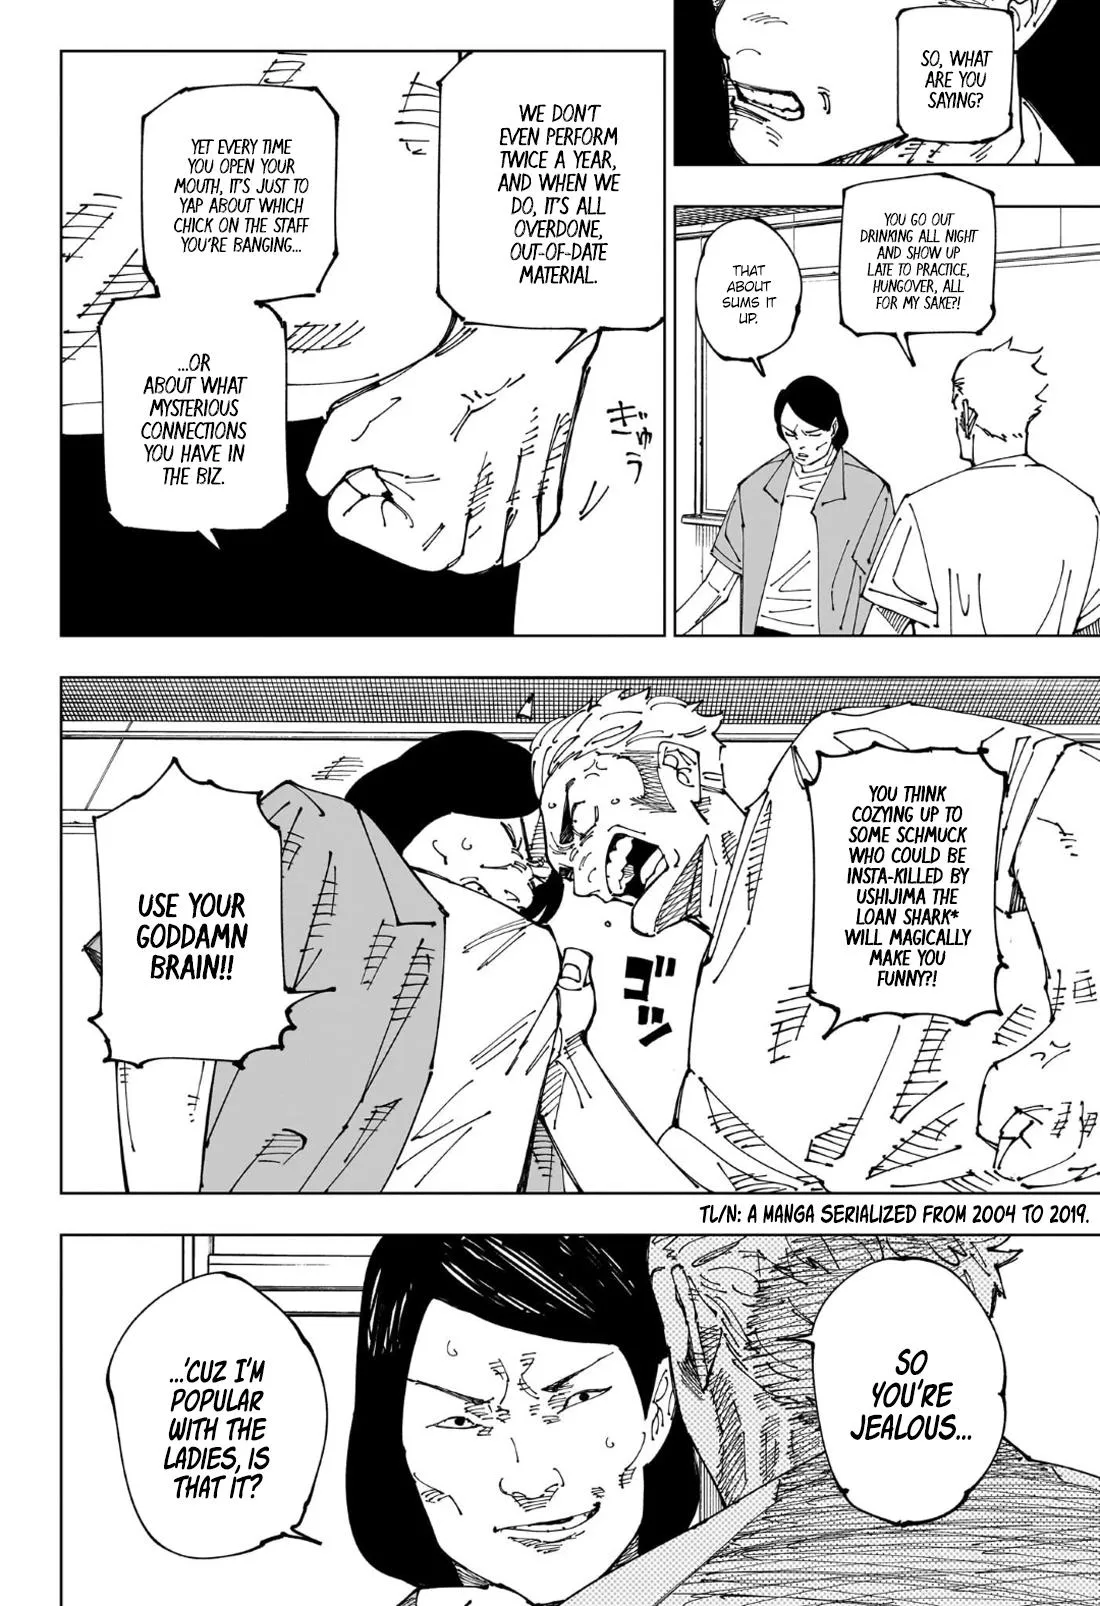 SO, WHAT
ARE YOU
SAYING?
YOU GO OUT
DRINKING ALL NIGHT
AND SHOW UP
LATE TO PRACTICE,
HUNGOVER, ALL
FOR MY SAKE?!
THAT
ABOUT
SUMS IT
UP.
WE DON'T
EVEN PERFORM
TWICE A YEAR,
AND WHEN WE
DO, IT'S ALL
OVERDONE,
OUT-OF-DATE
MATERIAL.
YET EVERY TIME
YOU OPEN YOUR
MOUTH, IT'S JUST TO
YAP ABOUT WHICH
CHICK ON THE STAFF
YOU'RE BANGING...
...OR
ABOUT WHAT
MYSTERIOUS
CONNECTIONS
YOU HAVE IN
THE BIZ.
ぎゅう
YOU THINK
COZYING UP TO
SOME SCHMUCK
WHO COULD BE
INSTA-KILLED BY
USHIJIMA THE
LOAN SHARK*
WILL MAGICALLY
MAKE YOU
FUNNY?!
ゴッ
USE YOUR
GODDAMN
BRAIN!!
TL/N: A MANGA SERIALIZED FROM 2004 TO 2019.
SO
YOU'RE
JEALOUS...
...'CUZ I'M
POPULAR
WITH THE
LADIES, IS
THAT IT?